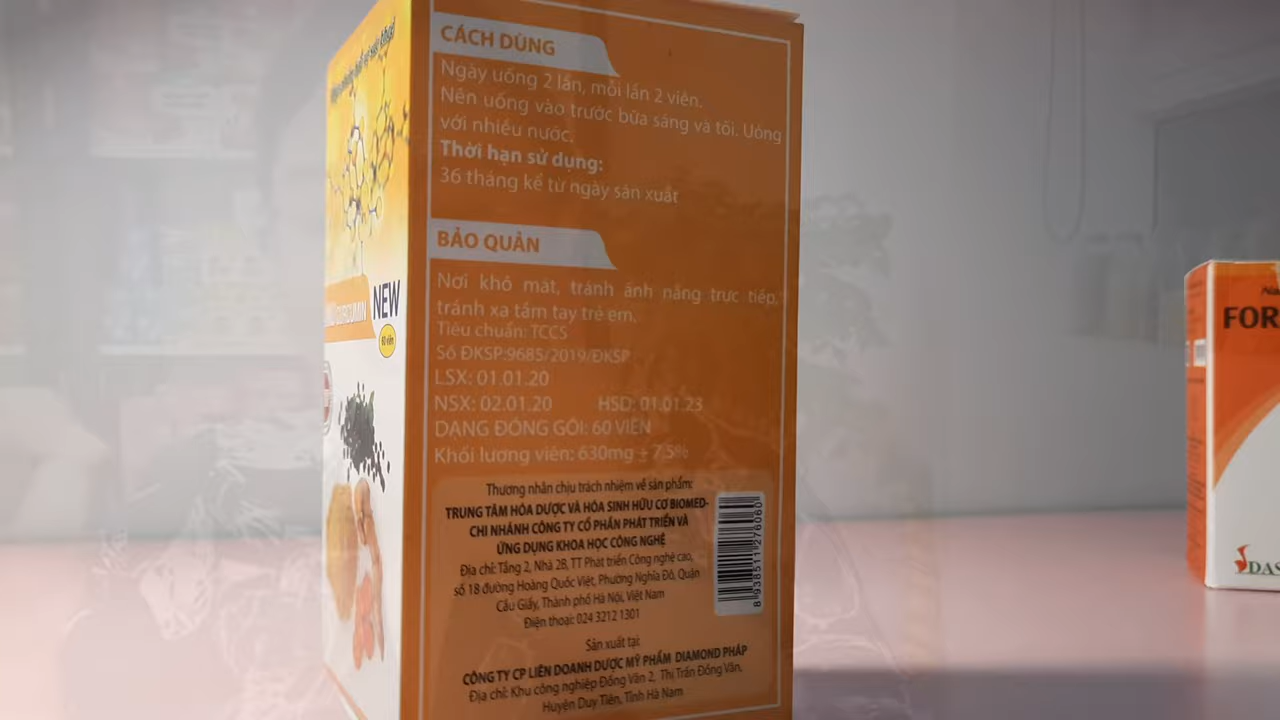 CÁCH DÙNG
Ngày uống 2 lần, mỗi lần 2 viên.
Nên uống vào trước bữa sáng và tối. Uống
với nhiều nước.
Thời hạn sử dụng:
36 tháng kể từ ngày sản xuất
BẢO QUẢN
Nơi khô mát, tránh ánh nắng trực tiếp,
tránh xa tầm tay trẻ em.
Tiêu chuẩn: TCCS
Số ĐKSP:9685/2019/ĐKSP
LSX: 01.01.20
NSX: 02.01.20 HSD: 01.01.23
DẠNG ĐÓNG GÓI: 60 VIÊN
Khối lượng viên: 630mg ± 7.5%
Thương nhân chịu trách nhiệm về sản phẩm:
TRUNG TÂM HÓA DƯỢC VÀ HÓA SINH HỮU CƠ BIOMED-
CHI NHÁNH CÔNG TY CỔ PHẦN PHÁT TRIỂN VÀ
ỨNG DỤNG KHOA HỌC CÔNG NGHỆ
Địa chỉ: Tầng 2, Nhà 2B, TT Phát triển Công nghệ cao,
số 18 đường Hoàng Quốc Việt, Phường Nghĩa Đô, Quận
Cầu Giấy, Thành phố Hà Nội, Việt Nam
Điện thoại: 024 3212 1301
Sản xuất tại:
CÔNG TY CP LIÊN DOANH DƯỢC MỸ PHẨM DIAMOND PHÁP
Địa chỉ: Khu công nghiệp Đồng Văn 2, Thị Trấn Đồng Văn,
Huyện Duy Tiên, Tỉnh Hà Nam
8 938511 276060
NEW
60 viên
FOR
DAS